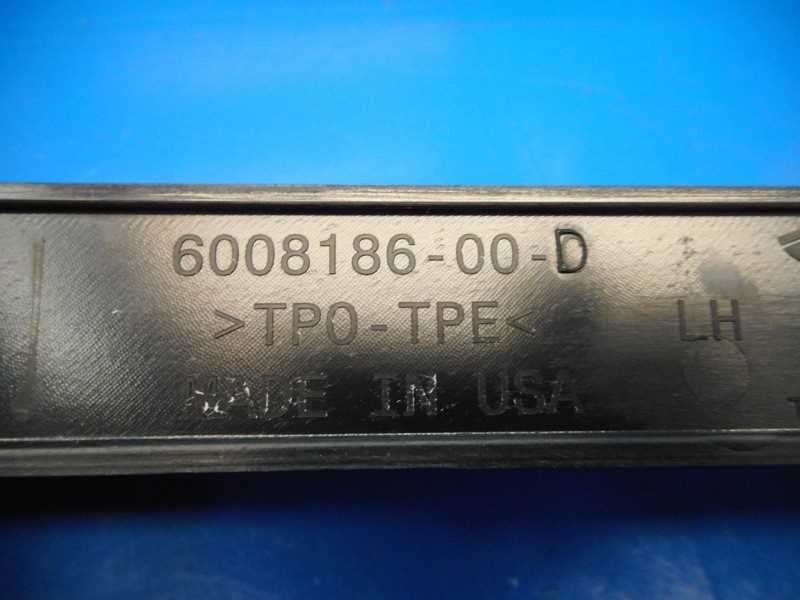 6008186-00-D
>TPO-TPE<
LH
MADE IN USA